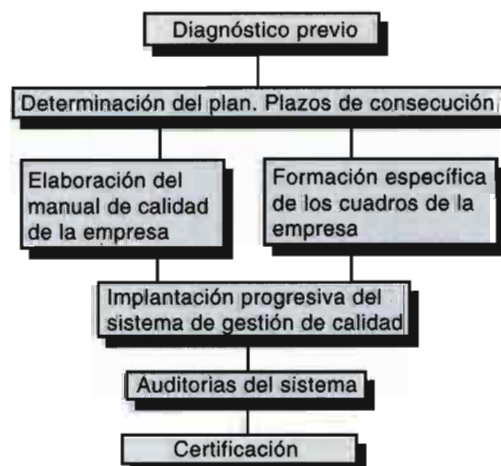 Diagnóstico previo
Determinación del plan. Plazos de consecución
Elaboración del
manual de calidad
de la empresa
Formación específica
de los cuadros de la
empresa
Implantación progresiva del
sistema de gestión de calidad
Auditorias del sistema
Certificación